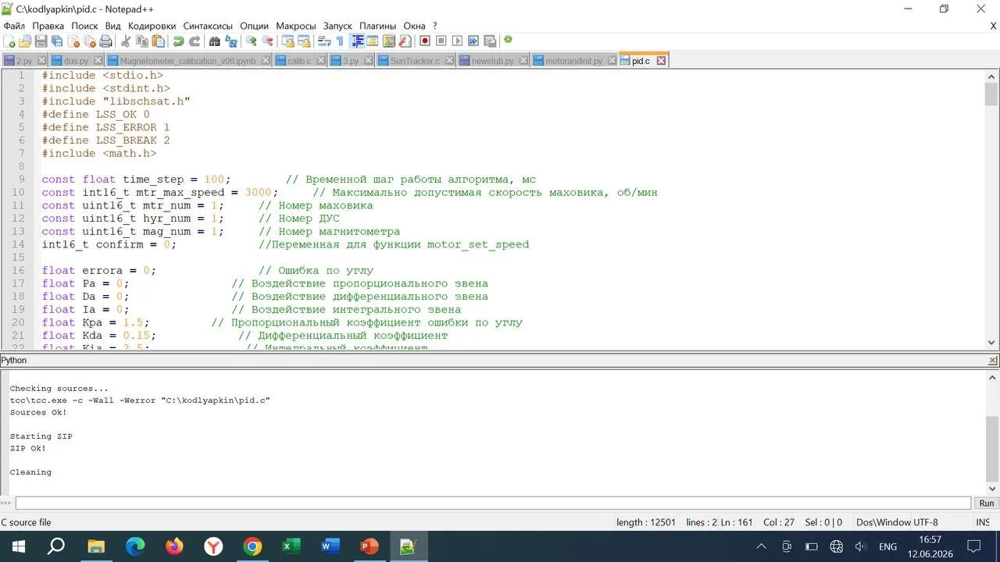 C:\kodlyapkin\pid.c - Notepad++
Файл Правка Поиск Вид Кодировки Синтаксисы Опции Макросы Запуск Плагины Окна ? X
2.py dus.py Magnetometer_calibration_v06.ipynb calib.c 3.py SunTracker.c newstub.py motorandinit.py pid.c
1 #include <stdio.h>
2 #include <stdint.h>
3 #include "libschsat.h"
4 #define LSS_OK 0
5 #define LSS_ERROR 1
6 #define LSS_BREAK 2
7 #include <math.h>
8
9 const float time_step = 100; // Временной шаг работы алгоритма, мс
10 const int16_t mtr_max_speed = 3000; // Максимально допустимая скорость маховика, об/мин
11 const uint16_t mtr_num = 1; // Номер маховика
12 const uint16_t hyr_num = 1; // Номер ДУС
13 const uint16_t mag_num = 1; // Номер магнитометра
14 int16_t confirm = 0; //Переменная для функции motor_set_speed
15
16 float errora = 0; // Ошибка по углу
17 float Pa = 0; // Воздействие пропорционального звена
18 float Da = 0; // Воздействие дифференциального звена
19 float Ia = 0; // Воздействие интегрального звена
20 float Kpa = 1.5; // Пропорциональный коэффициент ошибки по углу
21 float Kda = 0.15; // Дифференциальный коэффициент
22 float Kia = 2.5; // Интегральный коэффициент
Python
Checking sources...
tcc\tcc.exe -c -Wall -Werror "C:\kodlyapkin\pid.c"
Sources Ok!
Starting ZIP
ZIP Ok!
Cleaning
>>> Run
C source file length : 12501 lines : 2 Ln : 161 Col : 27 Sel : 0 | 0 Dos\Window UTF-8 INS
ENG 16:57
12.06.2026